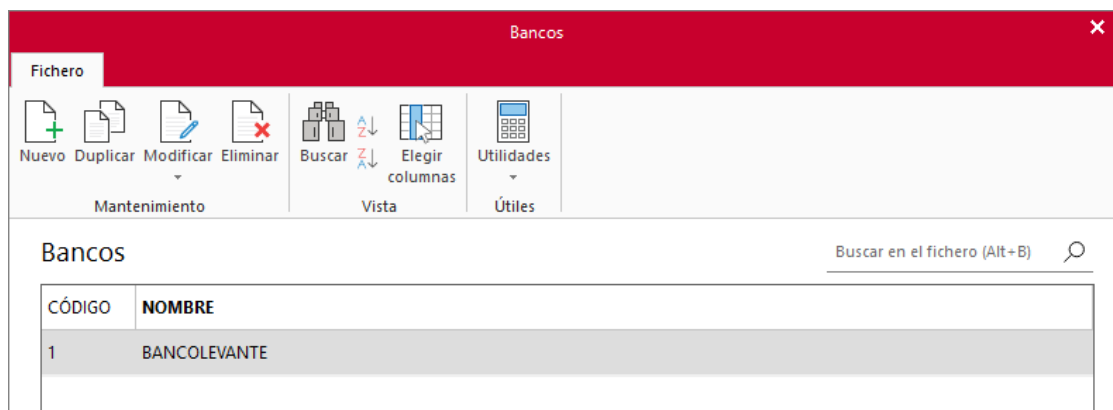 Bancos
Fichero
Nuevo Duplicar Modificar Eliminar Buscar Elegir columnas Utilidades
Mantenimiento Vista Útiles
Bancos Buscar en el fichero (Alt+B)
CÓDIGO NOMBRE
1 BANCOLEVANTE